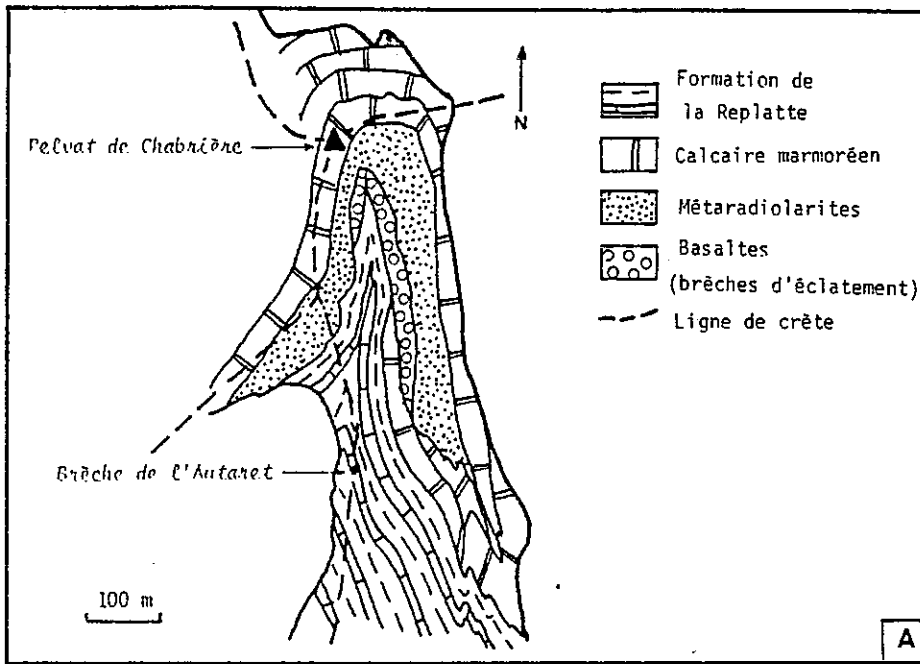 Formation de
la Replatte
N
Pelvat de Chabrière
Calcaire marmoréen
Métaradiolarites
Basaltes
(brèches d'éclatement)
Ligne de crête
Brèche de l'Autaret
100 m
A